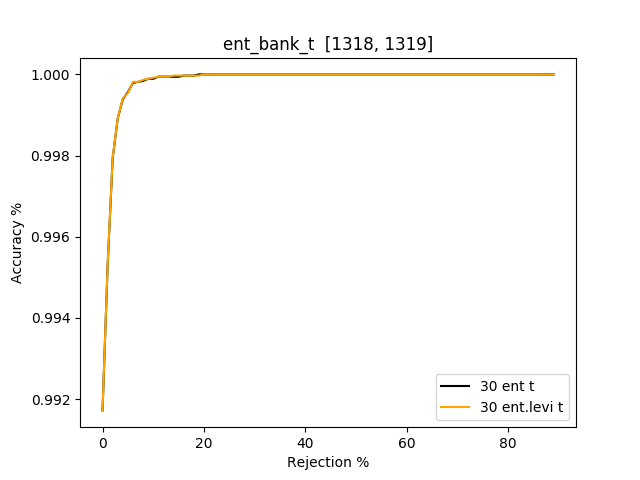 ent_bank_t  [1318, 1319]
Accuracy %
1.000
0.998
0.996
0.994
0.992
0
20
40
60
80
Rejection %
30 ent t
30 ent.levi t